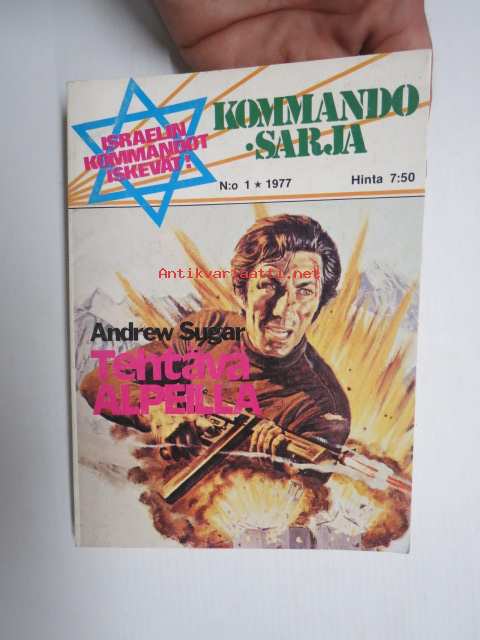 ISRAELIN
KOMMANDOT
ISKEVÄT!
KOMMANDO
•SARJA
N:o 1 ★ 1977
Hinta 7:50
Antikvariaatti.net
Andrew Sugar
Tehtävä
ALPEILLA